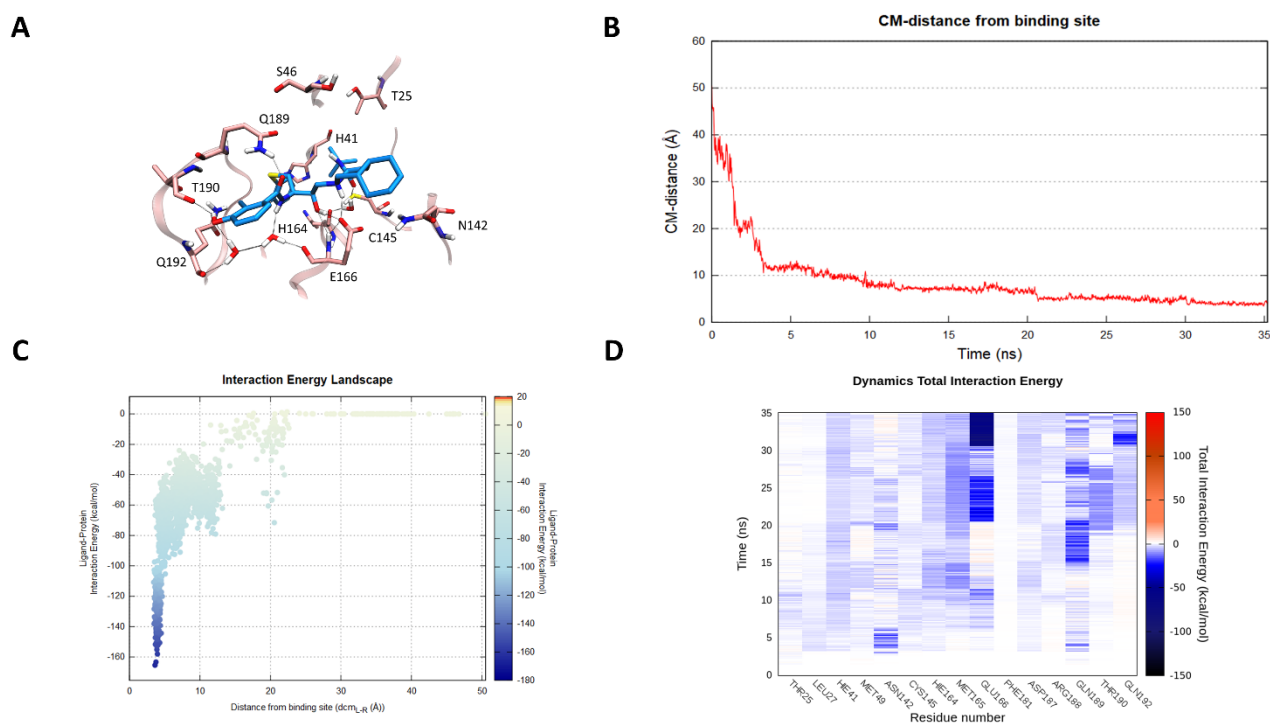 A
S46
T25
Q189
H41
T190
N142
H164
C145
Q192
E166
B
CM-distance from binding site
CM-distance (Å)
60
50
40
30
20
10
0
0 5 10 15 20 25 30 35
Time (ns)
C
Interaction Energy Landscape
Ligand-Protein
Interaction Energy (kcal/mol)
0
-20
-40
-60
-80
-100
-120
-140
-160
0 10 20 30 40 50
Distance from binding site (dcm L-R (Å))
20
0
-20
-40
-60
-80
-100
-120
-140
-160
-180
Ligand-Protein
Interaction Energy (kcal/mol)
D
Dynamics Total Interaction Energy
Time (ns)
35
30
25
20
15
10
5
0
THR25 LEU27 HIE41 MET49 ASN142 CYS145 HIE164 MET165 GLU166 PHE181 ASP187 ARG188 GLN189 THR190 GLN192
Residue number
150
100
50
0
-50
-100
-150
Total Interaction Energy (kcal/mol)